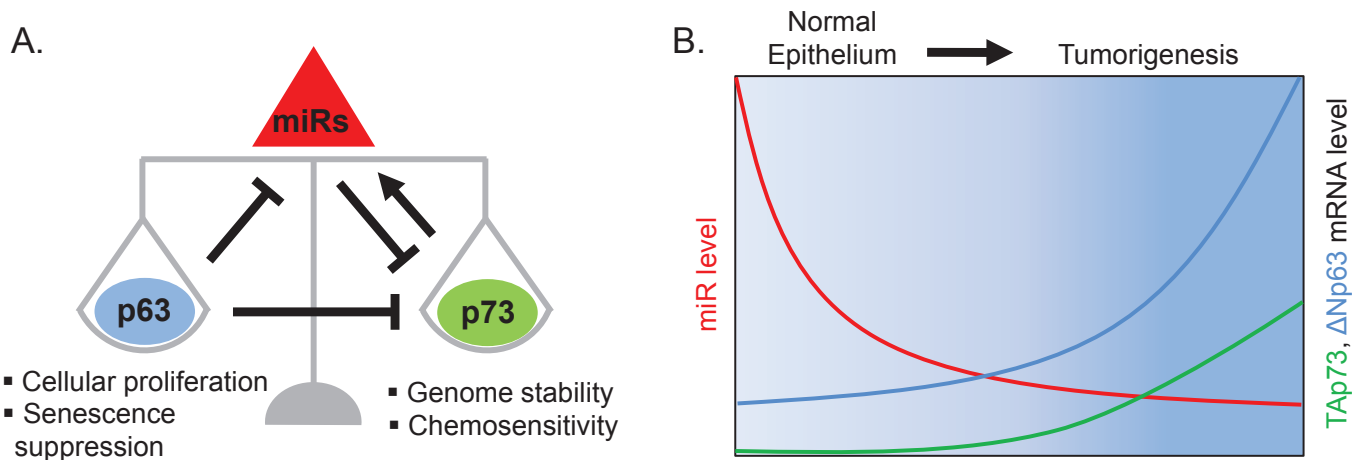 A.
miRs
p63
p73
▪ Cellular proliferation
▪ Senescence
suppression
▪ Genome stability
▪ Chemosensitivity
B.
Normal
Epithelium
Tumorigenesis
miR level
TAp73, ΔNp63 mRNA level